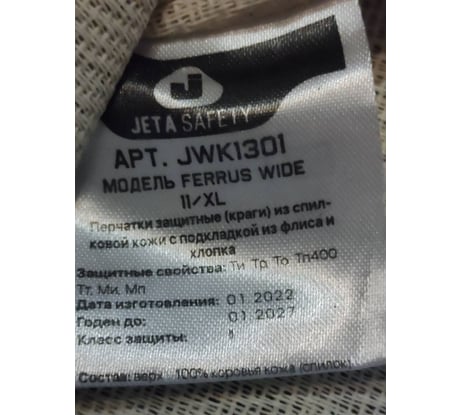 J
JETA SAFETY
АРТ. JWK1301
МОДЕЛЬ FERRUS WIDE
11/XL
Перчатки защитные (краги) из спил-
ковой кожи с подкладкой из флиса и
хлопка
Защитные свойства: Ти Тр То Тп400
Тт, Ми, Мп
Дата изготовления: 01.2022
Годен до: 01.2027
Класс защиты: 1
Состав: верх 100% коровья кожа (спилок),